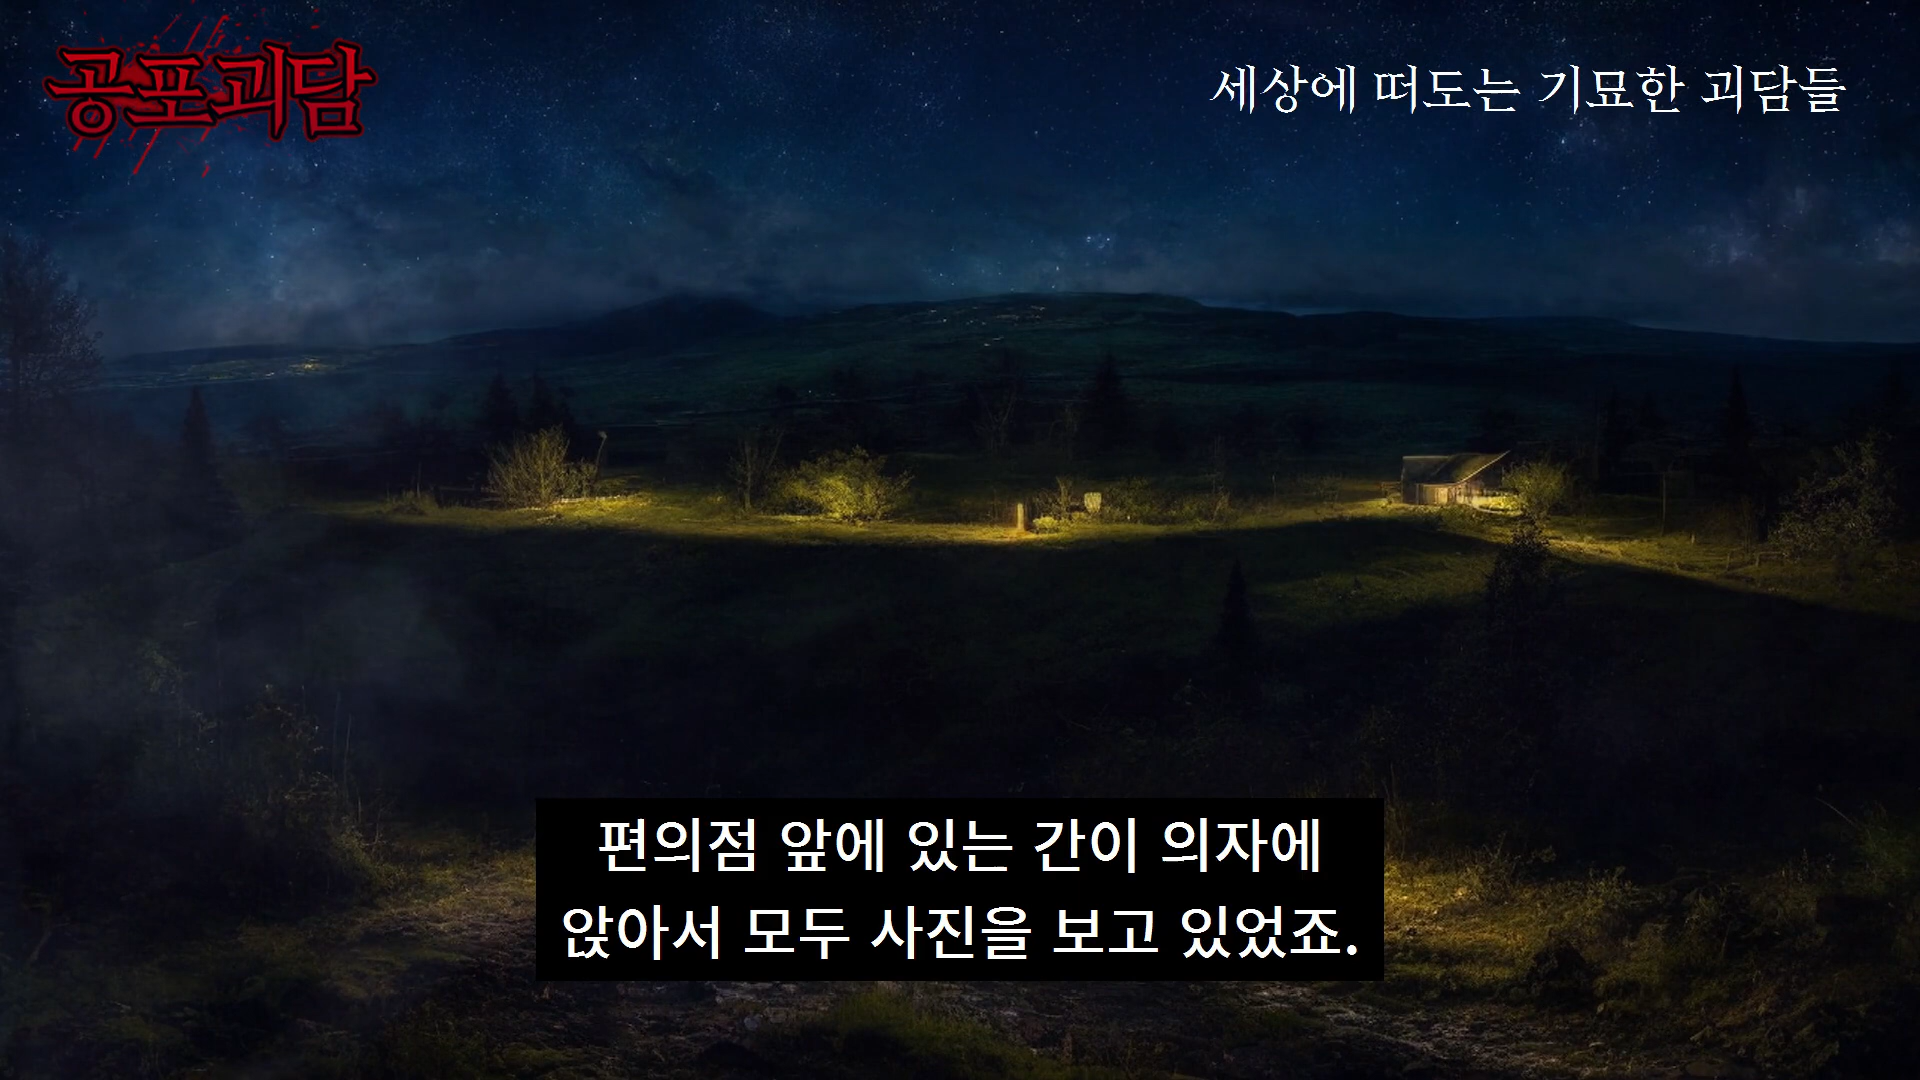 공포괴담
세상에 떠도는 기묘한 괴담들
편의점 앞에 있는 간이 의자에
앉아서 모두 사진을 보고 있었죠.